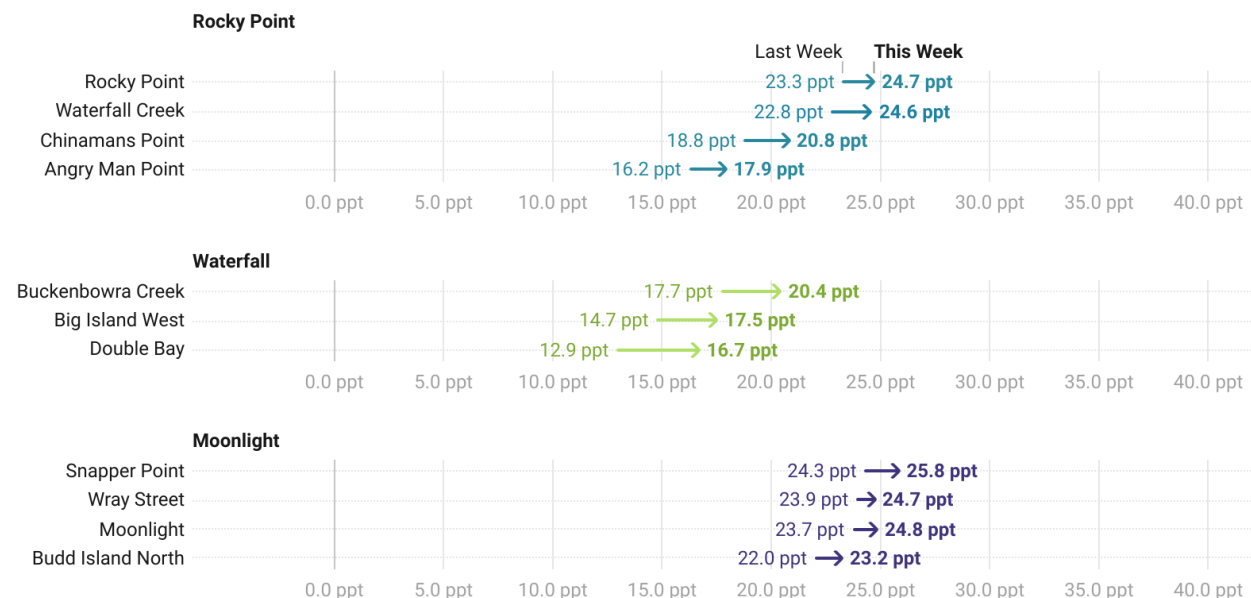 Rocky Point
Last Week This Week
Rocky Point 23.3 ppt 24.7 ppt
Waterfall Creek 22.8 ppt 24.6 ppt
Chinamans Point 18.8 ppt 20.8 ppt
Angry Man Point 16.2 ppt 17.9 ppt
0.0 ppt 5.0 ppt 10.0 ppt 15.0 ppt 20.0 ppt 25.0 ppt 30.0 ppt 35.0 ppt 40.0 ppt
Waterfall
Buckenbowra Creek 17.7 ppt 20.4 ppt
Big Island West 14.7 ppt 17.5 ppt
Double Bay 12.9 ppt 16.7 ppt
0.0 ppt 5.0 ppt 10.0 ppt 15.0 ppt 20.0 ppt 25.0 ppt 30.0 ppt 35.0 ppt 40.0 ppt
Moonlight
Snapper Point 24.3 ppt 25.8 ppt
Wray Street 23.9 ppt 24.7 ppt
Moonlight 23.7 ppt 24.8 ppt
Budd Island North 22.0 ppt 23.2 ppt
0.0 ppt 5.0 ppt 10.0 ppt 15.0 ppt 20.0 ppt 25.0 ppt 30.0 ppt 35.0 ppt 40.0 ppt